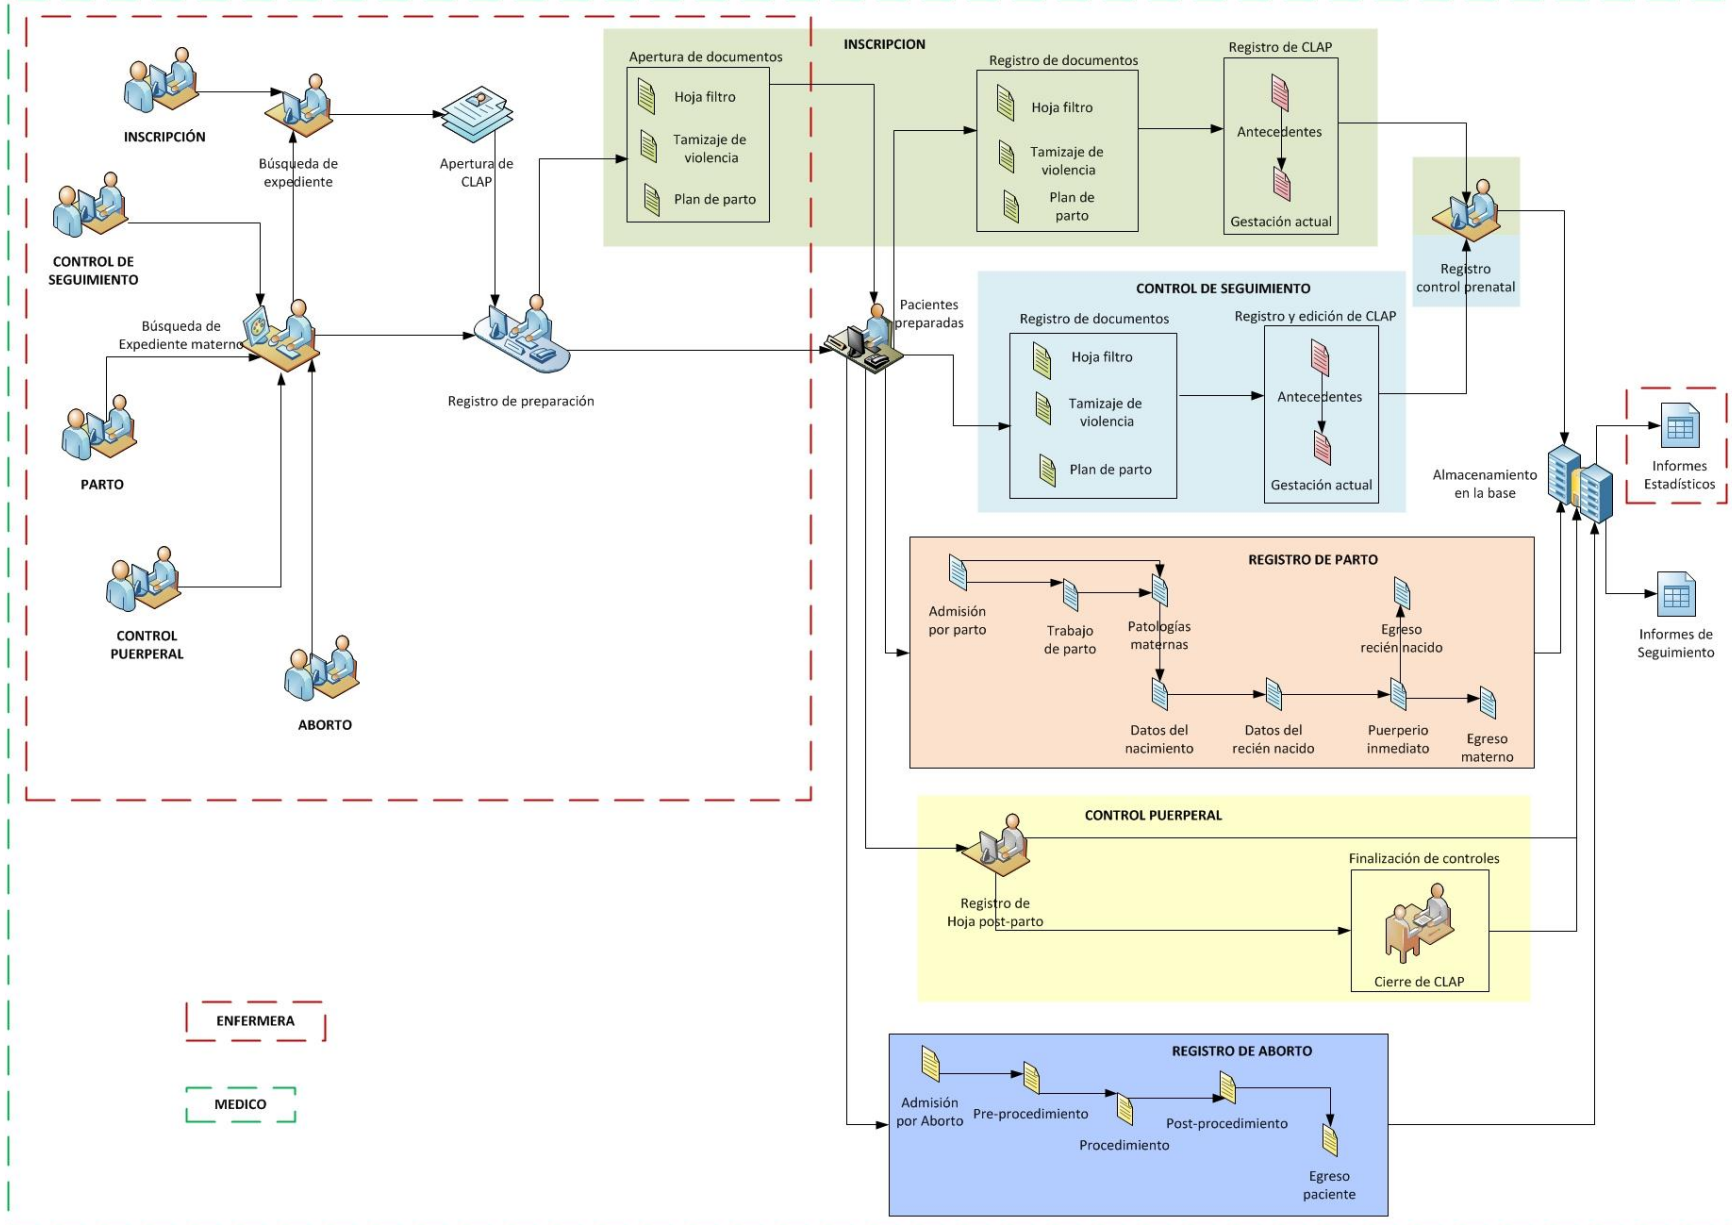 INSCRIPCIÓN
Búsqueda de
expediente
Apertura de
CLAP
CONTROL DE
SEGUIMIENTO
Búsqueda de
Expediente materno
Registro de preparación
PARTO
CONTROL
PUERPERAL
ABORTO
ENFERMERA
MEDICO
INSCRIPCION
Apertura de documentos
Hoja filtro
Tamizaje de
violencia
Plan de parto
Registro de documentos
Hoja filtro
Tamizaje de
violencia
Plan de
parto
Registro de CLAP
Antecedentes
Gestación actual
Registro
control prenatal
Pacientes
preparadas
CONTROL DE SEGUIMIENTO
Registro de documentos
Hoja filtro
Tamizaje de
violencia
Plan de parto
Registro y edición de CLAP
Antecedentes
Gestación actual
Almacenamiento
en la base
Informes
Estadísticos
Informes de
Seguimiento
REGISTRO DE PARTO
Admisión
por parto
Trabajo
de parto
Patologías
maternas
Egreso
recién nacido
Datos del
nacimiento
Datos del
recién nacido
Puerperio
inmediato
Egreso
materno
CONTROL PUERPERAL
Registro de
Hoja post-parto
Finalización de controles
Cierre de CLAP
REGISTRO DE ABORTO
Admisión
por Aborto
Pre-procedimiento
Procedimiento
Post-procedimiento
Egreso
paciente